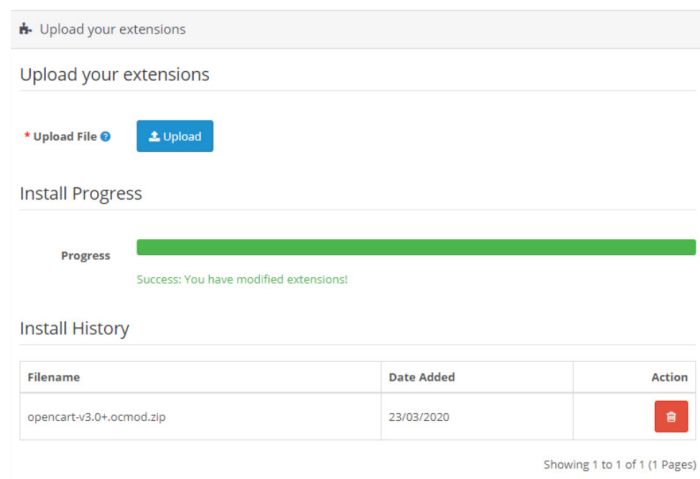 Upload your extensions
Upload your extensions
* Upload File ?
Upload
Install Progress
Progress
Success: You have modified extensions!
Install History
Filename Date Added Action
opencart-v3.0+.ocmod.zip 23/03/2020
Showing 1 to 1 of 1 (1 Pages)